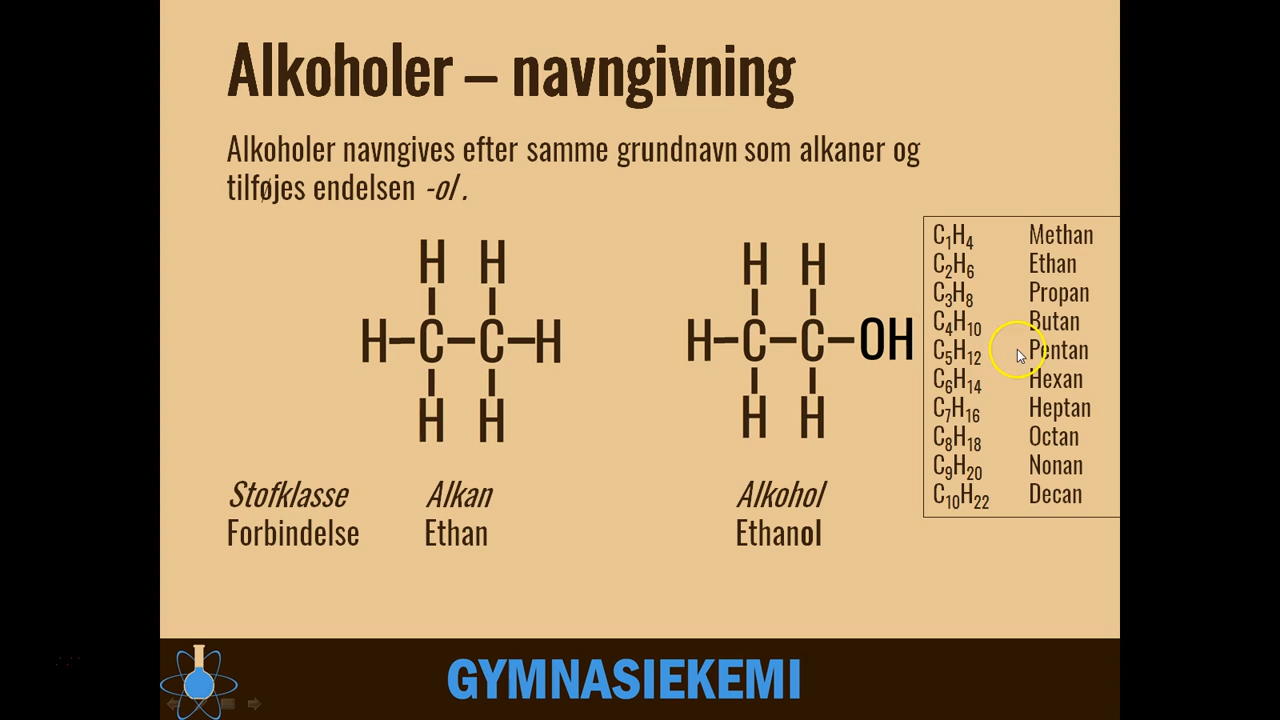 Alkoholer – navngivning
Alkoholer navngives efter samme grundnavn som alkaner og
tilføjes endelsen -ol .
H H
H–C–C–H
H H
H H
H–C–C–OH
H H
C₁H₄ Methan
C₂H₆ Ethan
C₃H₈ Propan
C₄H₁₀ Butan
C₅H₁₂ Pentan
C₆H₁₄ Hexan
C₇H₁₆ Heptan
C₈H₁₈ Octan
C₉H₂₀ Nonan
C₁₀H₂₂ Decan
Stofklasse Alkan Alkohol
Forbindelse Ethan Ethanol
GYMNASIEKEMI